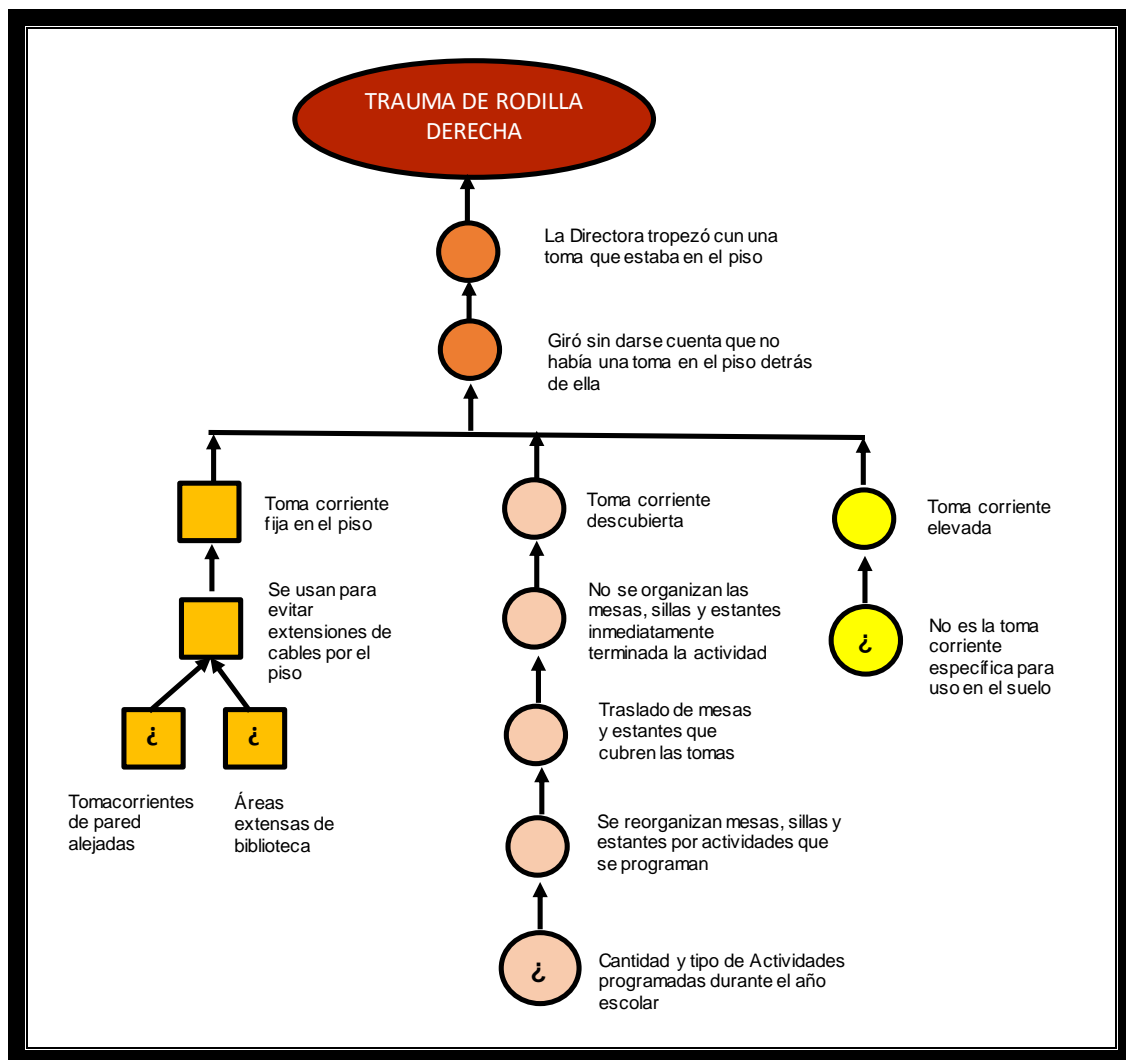 TRAUMA DE RODILLA
DERECHA
La Directora tropezó cun una
toma que estaba en el piso
Giró sin darse cuenta que no
había una toma en el piso detrás
de ella
Toma corriente
fija en el piso
Se usan para
evitar
extensiones de
cables por el
piso
¿
¿
Tomacorrientes
de pared
alejadas
Áreas
extensas de
biblioteca
Toma corriente
descubierta
No se organizan las
mesas, sillas y estantes
inmediatamente
terminada la actividad
Traslado de mesas
y estantes que
cubren las tomas
Se reorganizan mesas, sillas y
estantes por actividades que
se programan
¿
Cantidad y tipo de Actividades
programadas durante el año
escolar
Toma corriente
elevada
¿
No es la toma
corriente
específica para
uso en el suelo